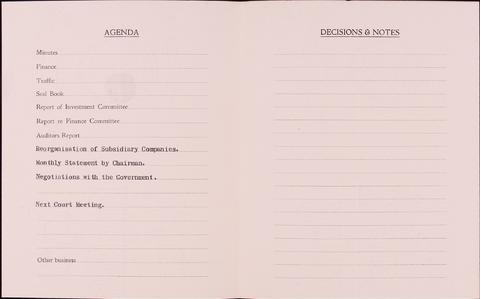 AGENDA
Minutes
Finance
Traffic
Seal Book
Report of Investment Committee
Report re Finance Committee
Auditors Report
Reorganisation of Subsidiary Companies.
Monthly Statement by Chairman.
Negotiations with the Government.
Next Court Meeting.
Other business
DECISIONS & NOTES